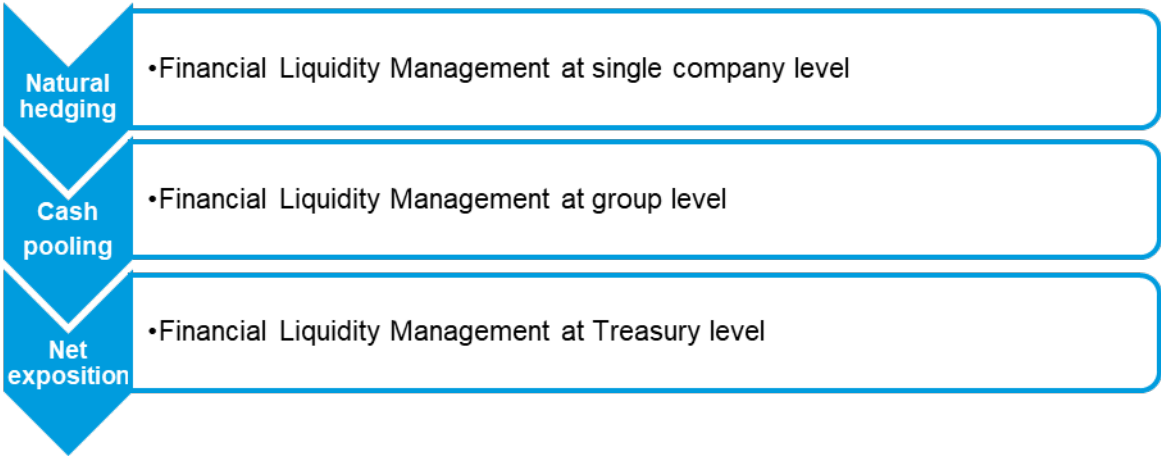 Natural
hedging
•Financial Liquidity Management at single company level
Cash
pooling
•Financial Liquidity Management at group level
Net
exposition
•Financial Liquidity Management at Treasury level